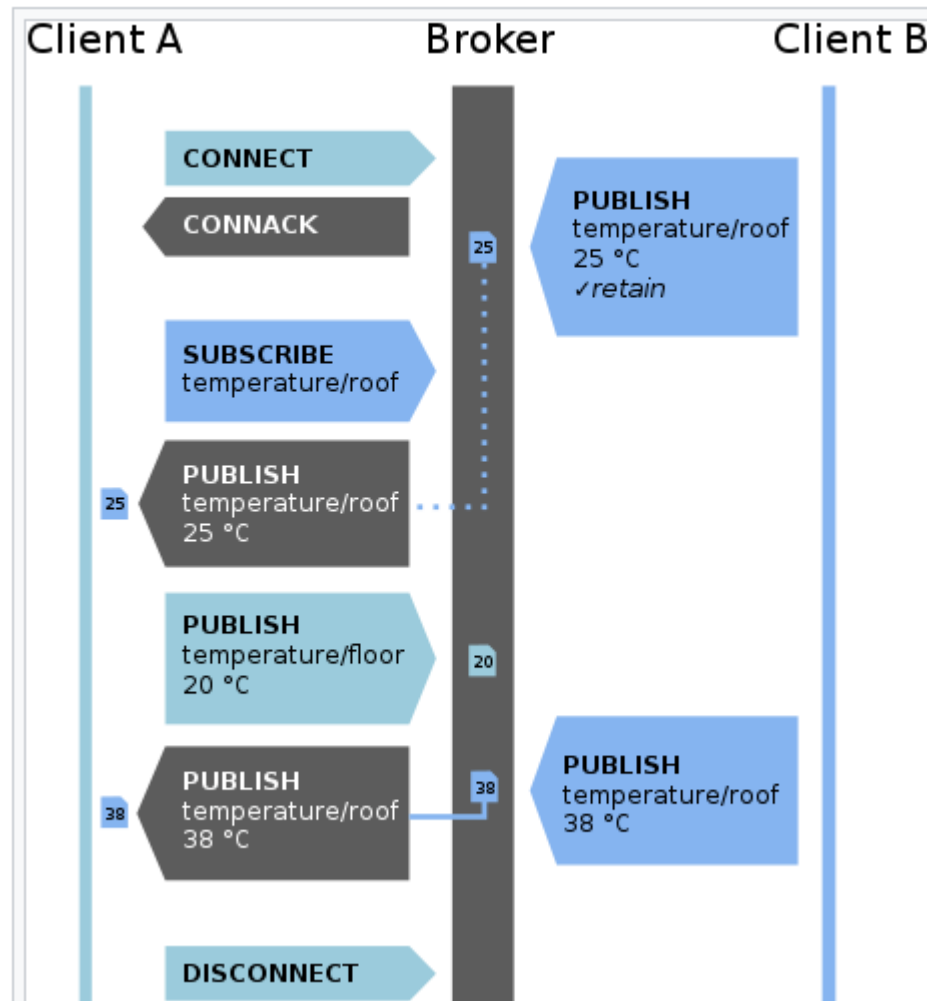 Client A
Broker
Client B
CONNECT
CONNACK
PUBLISH
temperature/roof
25 °C
✓retain
25
SUBSCRIBE
temperature/roof
PUBLISH
temperature/roof
25 °C
25
PUBLISH
temperature/floor
20 °C
20
PUBLISH
temperature/roof
38 °C
38
PUBLISH
temperature/roof
38 °C
38
DISCONNECT